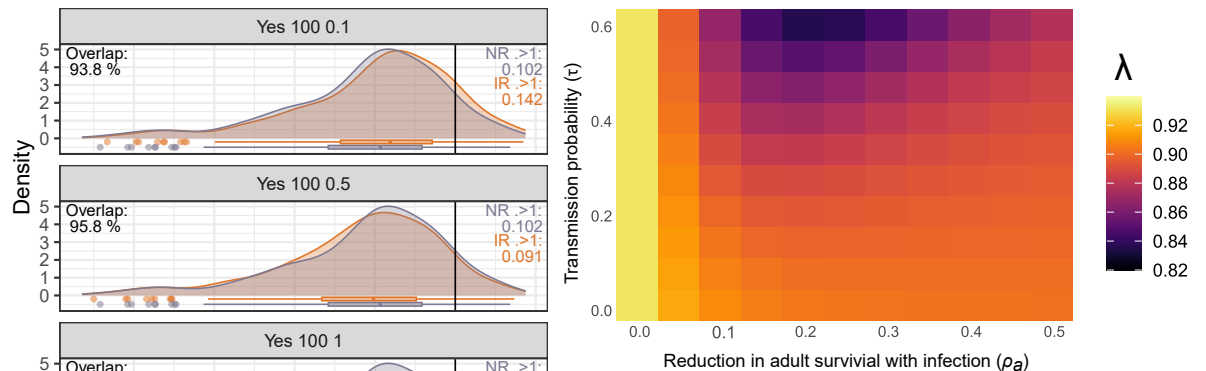 Yes 100 0.1
Overlap:
93.8 %
NR .>1:
0.102
IR .>1:
0.142
5
4
3
2
1
0
Yes 100 0.5
Overlap:
95.8 %
NR .>1:
0.102
IR .>1:
0.091
5
4
3
2
1
0
Yes 100 1
Overlap:
NR .>1:
5
Density
Transmission probability (τ)
0.6
0.4
0.2
0.0
0.0 0.1 0.2 0.3 0.4 0.5
Reduction in adult survivial with infection (ρa)
λ
0.92
0.90
0.88
0.86
0.84
0.82